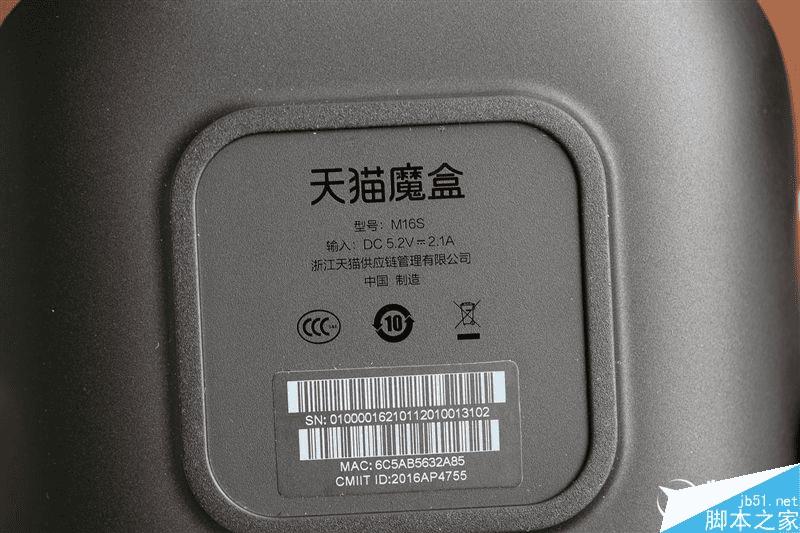 天猫魔盒
型号: M16S
输入: DC 5.2V⎓2.1A
浙江天猫供应链管理有限公司
中国 制造
CCC
10
SN: 01000016210112010013102
MAC: 6C5AB5632A85
CMIIT ID:2016AP4755
jb51.net
脚本之家